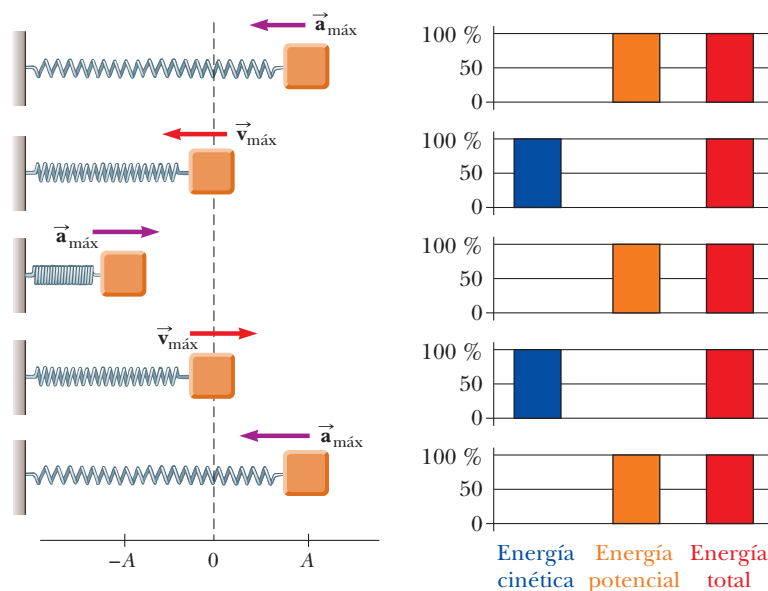 a⃗máx
100 %
50
0
v⃗máx
100 %
50
0
a⃗máx
100 %
50
0
v⃗máx
100 %
50
0
a⃗máx
100 %
50
0
−A 0 A
Energía Energía Energía
cinética potencial total